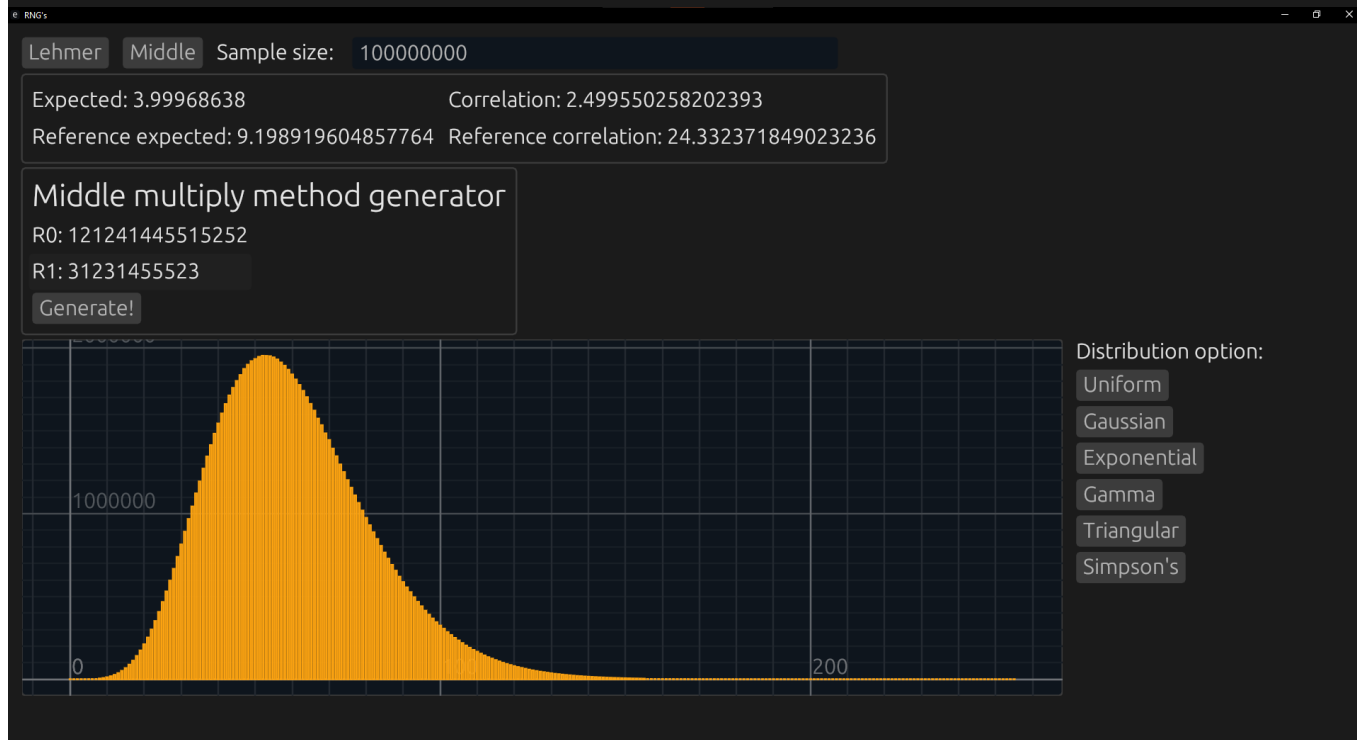 RNG's
Lehmer Middle Sample size: 100000000
Expected: 3.99968638 Correlation: 2.499550258202393
Reference expected: 9.198919604857764 Reference correlation: 24.332371849023236
Middle multiply method generator
R0: 121241445515252
R1: 31231455523
Generate!
2000000
1000000
0 100 200
Distribution option:
Uniform
Gaussian
Exponential
Gamma
Triangular
Simpson's